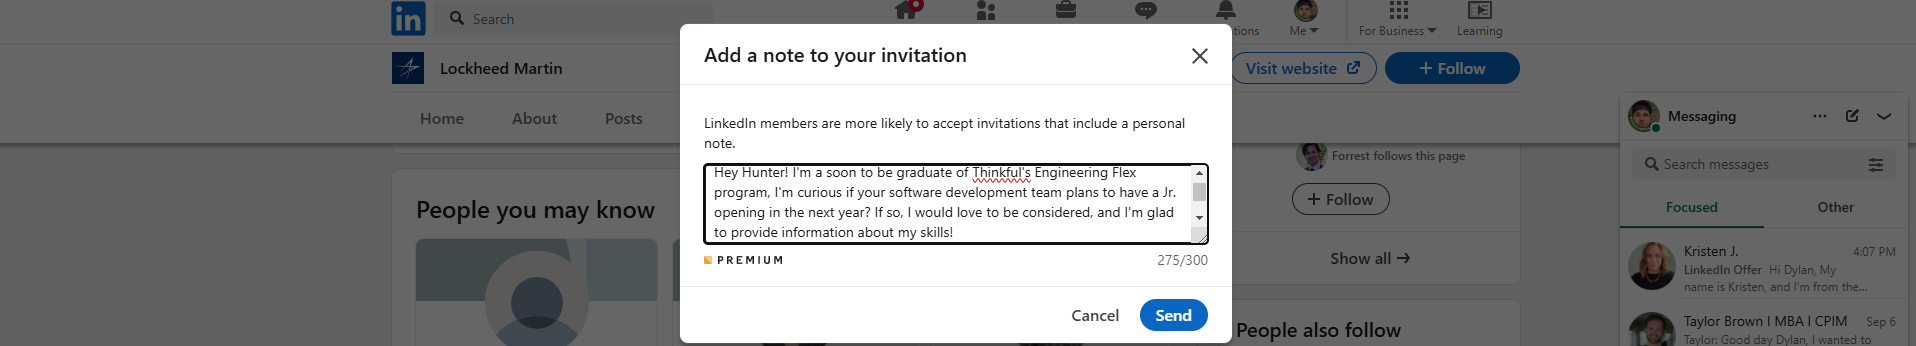 in
Search
Me
tions
For Business
Learning
Lockheed Martin
Visit website
+ Follow
Home
About
Posts
Add a note to your invitation
LinkedIn members are more likely to accept invitations that include a personal
note.
Hey Hunter! I'm a soon to be graduate of Thinkful's Engineering Flex
program, I'm curious if your software development team plans to have a Jr.
opening in the next year? If so, I would love to be considered, and I'm glad
to provide information about my skills!
PREMIUM
275/300
Cancel
Send
People you may know
Forrest follows this page
+ Follow
Show all →
People also follow
Messaging
Search messages
Focused
Other
Kristen J.
4:07 PM
LinkedIn Offer Hi Dylan, My
name is Kristen, and I'm from the...
Taylor Brown I MBA I CPIM
Sep 6
Taylor: Good day Dylan, I wanted to